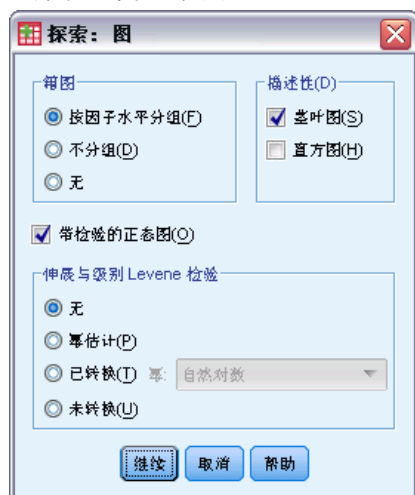 探索：图
箱图
按因子水平分组(F)
不分组(D)
无
描述性(D)
茎叶图(S)
直方图(H)
带检验的正态图(O)
伸展与级别 Levene 检验
无
幂估计(P)
已转换(T) 幂: 自然对数
未转换(U)
继续 取消 帮助